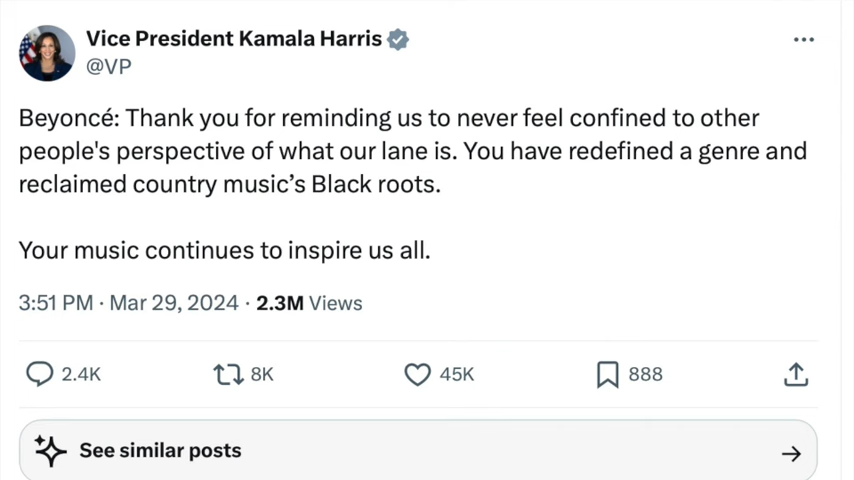 Vice President Kamala Harris
@VP
Beyoncé: Thank you for reminding us to never feel confined to other
people's perspective of what our lane is. You have redefined a genre and
reclaimed country music’s Black roots.
Your music continues to inspire us all.
3:51 PM · Mar 29, 2024 · 2.3M Views
2.4K 8K 45K 888
See similar posts